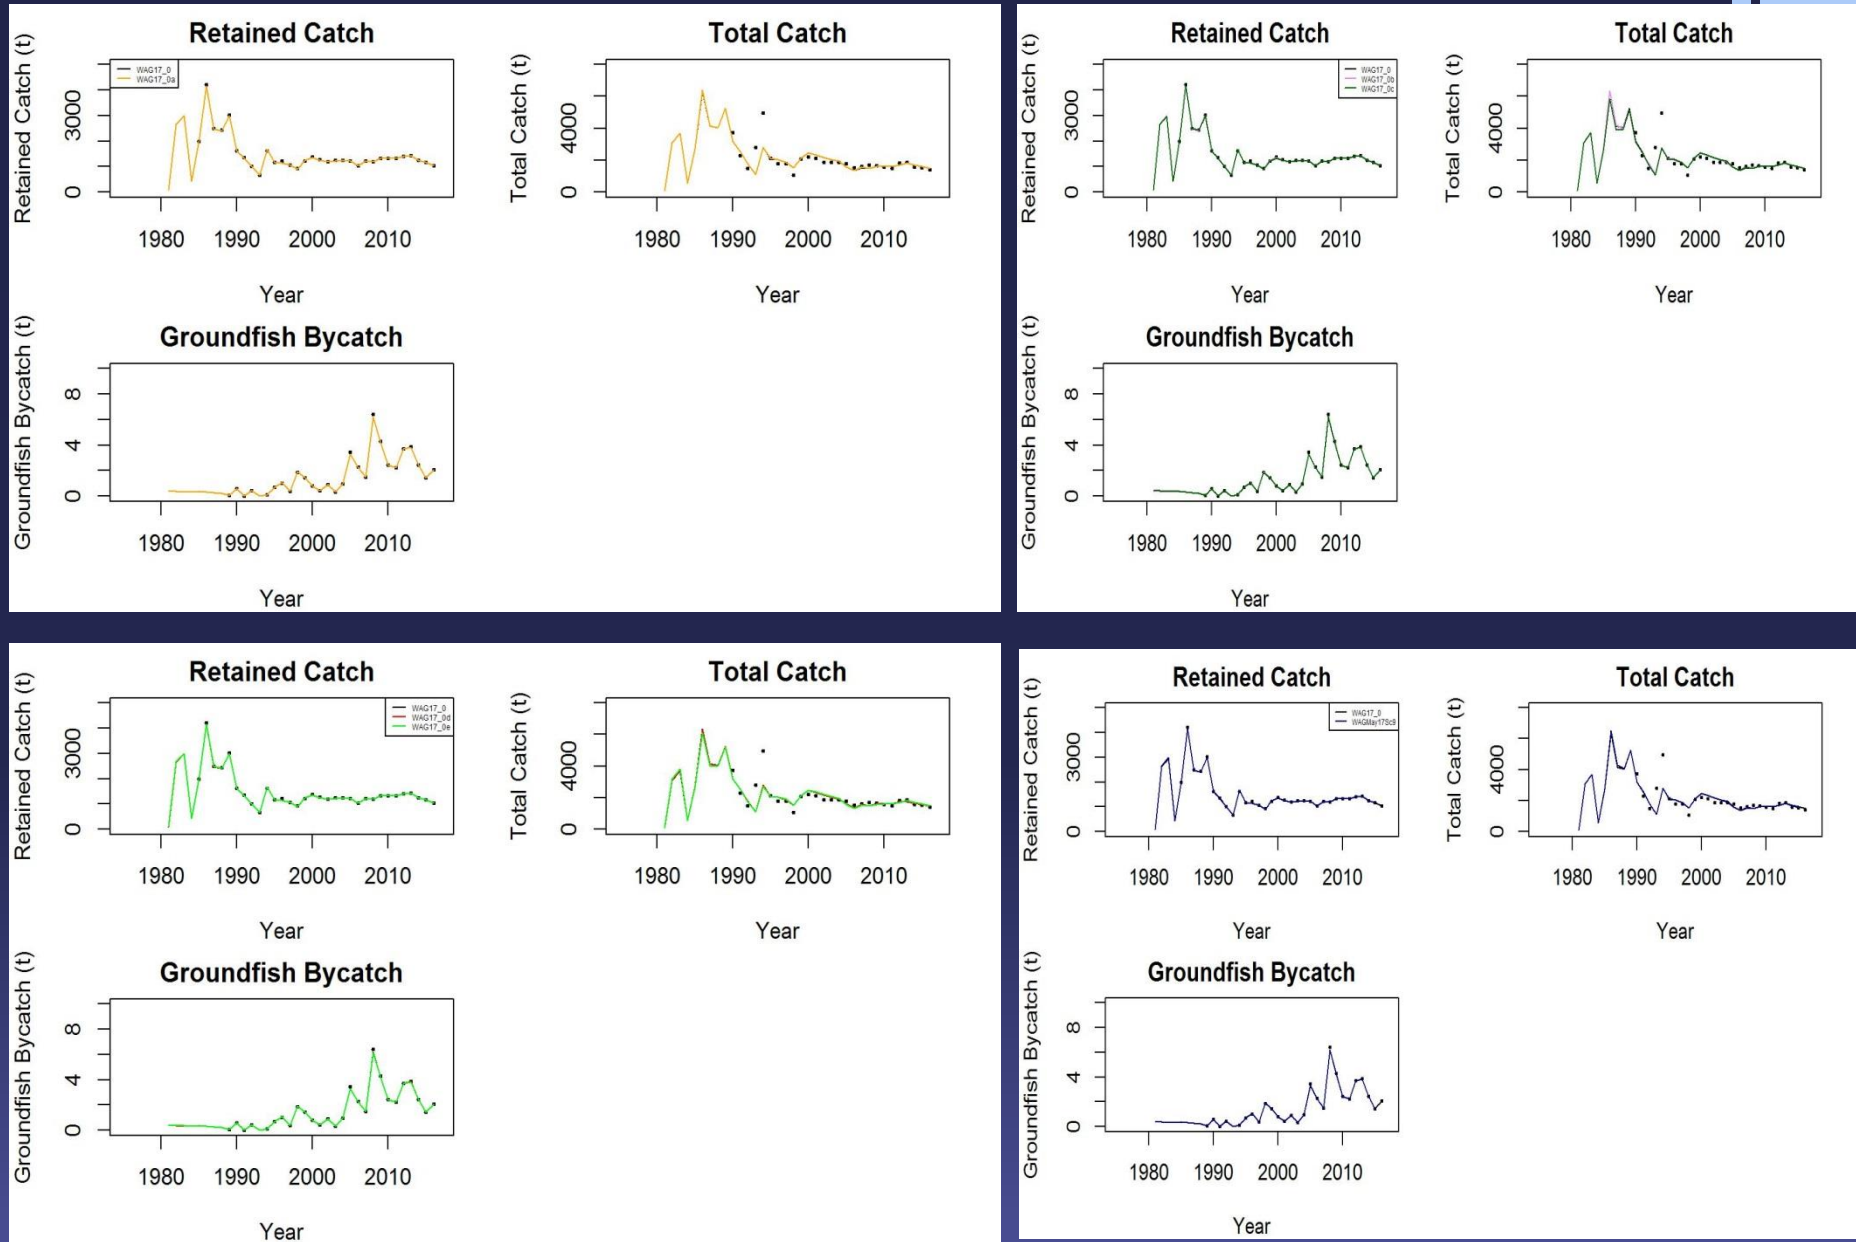 Retained Catch
Retained Catch (t)
3000
0
WAG17_0
WAG17_0a
1980 1990 2000 2010
Year
Total Catch
Total Catch (t)
4000
0
1980 1990 2000 2010
Year
Groundfish Bycatch
Groundfish Bycatch (t)
8
4
0
1980 1990 2000 2010
Year
Retained Catch
Retained Catch (t)
3000
0
WAG17_0
WAG17_0b
WAG17_0c
1980 1990 2000 2010
Year
Total Catch
Total Catch (t)
4000
0
1980 1990 2000 2010
Year
Groundfish Bycatch
Groundfish Bycatch (t)
8
4
0
1980 1990 2000 2010
Year
Retained Catch
Retained Catch (t)
3000
0
WAG17_0
WAG17_0d
WAG17_0e
1980 1990 2000 2010
Year
Total Catch
Total Catch (t)
4000
0
1980 1990 2000 2010
Year
Groundfish Bycatch
Groundfish Bycatch (t)
8
4
0
1980 1990 2000 2010
Year
Retained Catch
Retained Catch (t)
3000
0
WAG17_0
WAGMay17Sc9
1980 1990 2000 2010
Year
Total Catch
Total Catch (t)
4000
0
1980 1990 2000 2010
Year
Groundfish Bycatch
Groundfish Bycatch (t)
8
4
0
1980 1990 2000 2010
Year